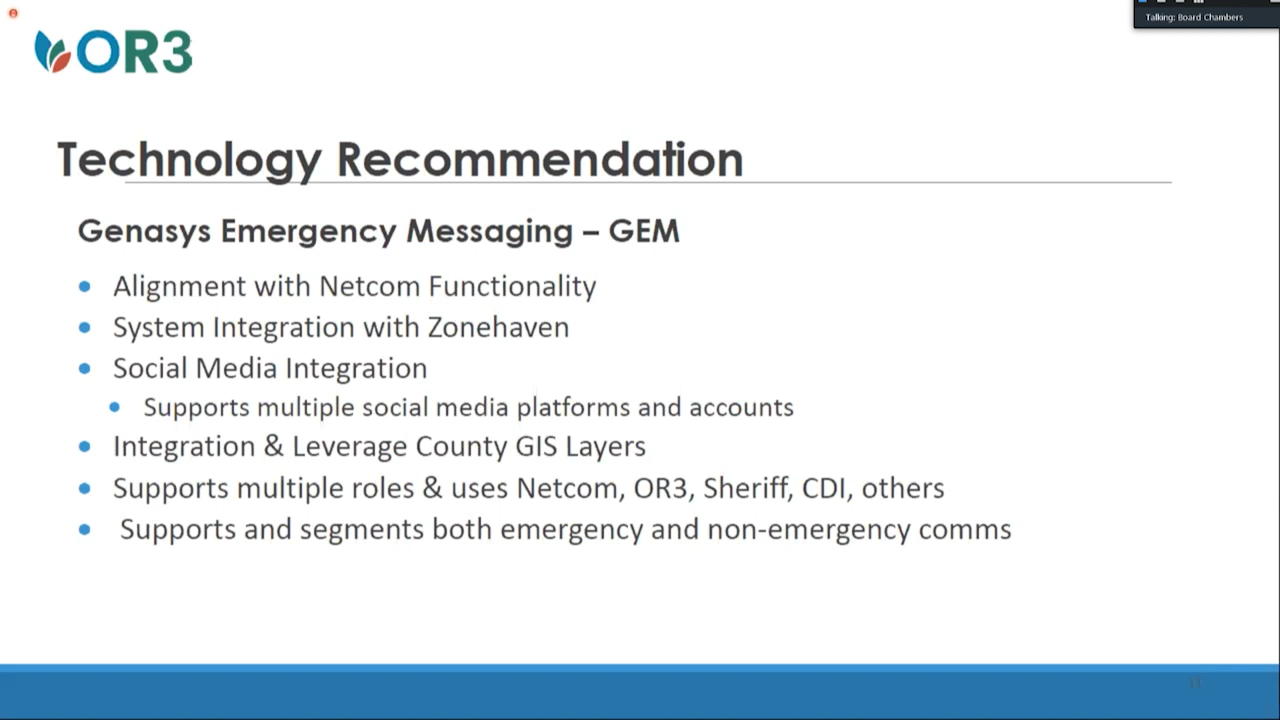 Talking: Board Chambers
OR3
Technology Recommendation
Genasys Emergency Messaging – GEM
• Alignment with Netcom Functionality
• System Integration with Zonehaven
• Social Media Integration
• Supports multiple social media platforms and accounts
• Integration & Leverage County GIS Layers
• Supports multiple roles & uses Netcom, OR3, Sheriff, CDI, others
• Supports and segments both emergency and non-emergency comms